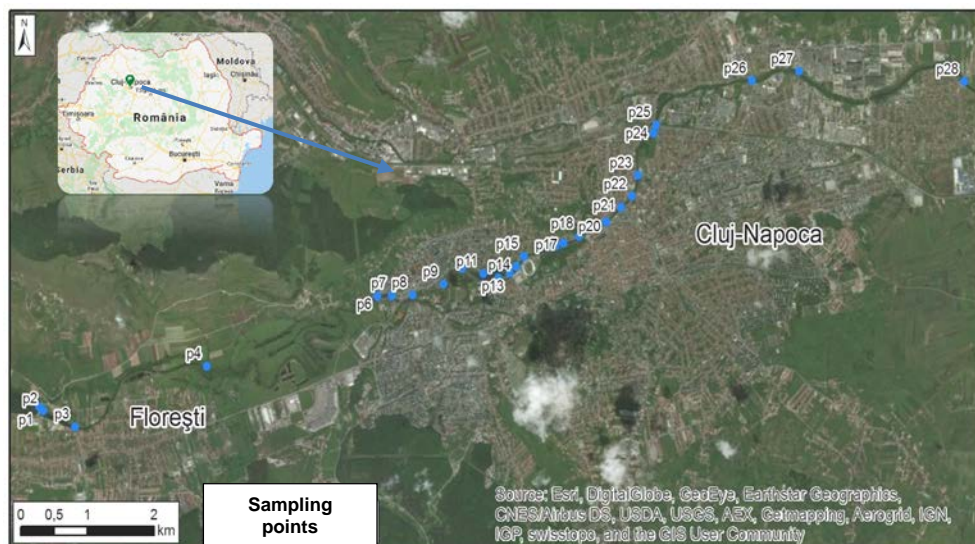 N
Moldova
Cluj-Napoca
Iași
Chișinău
România
Timișoara
București
Serbia
Varna
p26
p27
p28
p25
p24
p23
p22
p21
p20
p18
p17
p15
p14
p13
p11
p9
p8
p7
p6
p4
p3
p2
p1
Cluj-Napoca
Florești
Sampling
points
0 0,5 1 2
km
Source: Esri, DigitalGlobe, GeoEye, Earthstar Geographics,
CNES/Airbus DS, USDA, USGS, AEX, Getmapping, Aerogrid, IGN,
IGP, swisstopo, and the GIS User Community